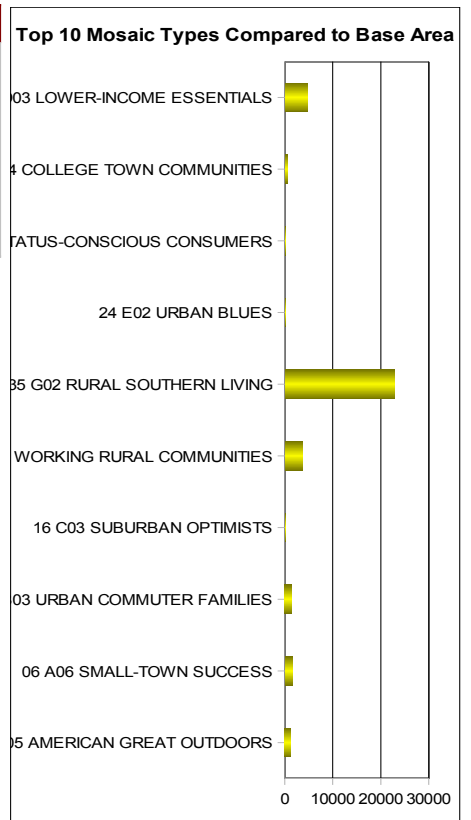 Top 10 Mosaic Types Compared to Base Area
03 LOWER-INCOME ESSENTIALS
4 COLLEGE TOWN COMMUNITIES
TATUS-CONSCIOUS CONSUMERS
24 E02 URBAN BLUES
35 G02 RURAL SOUTHERN LIVING
WORKING RURAL COMMUNITIES
16 C03 SUBURBAN OPTIMISTS
03 URBAN COMMUTER FAMILIES
06 A06 SMALL-TOWN SUCCESS
05 AMERICAN GREAT OUTDOORS
0 10000 20000 30000